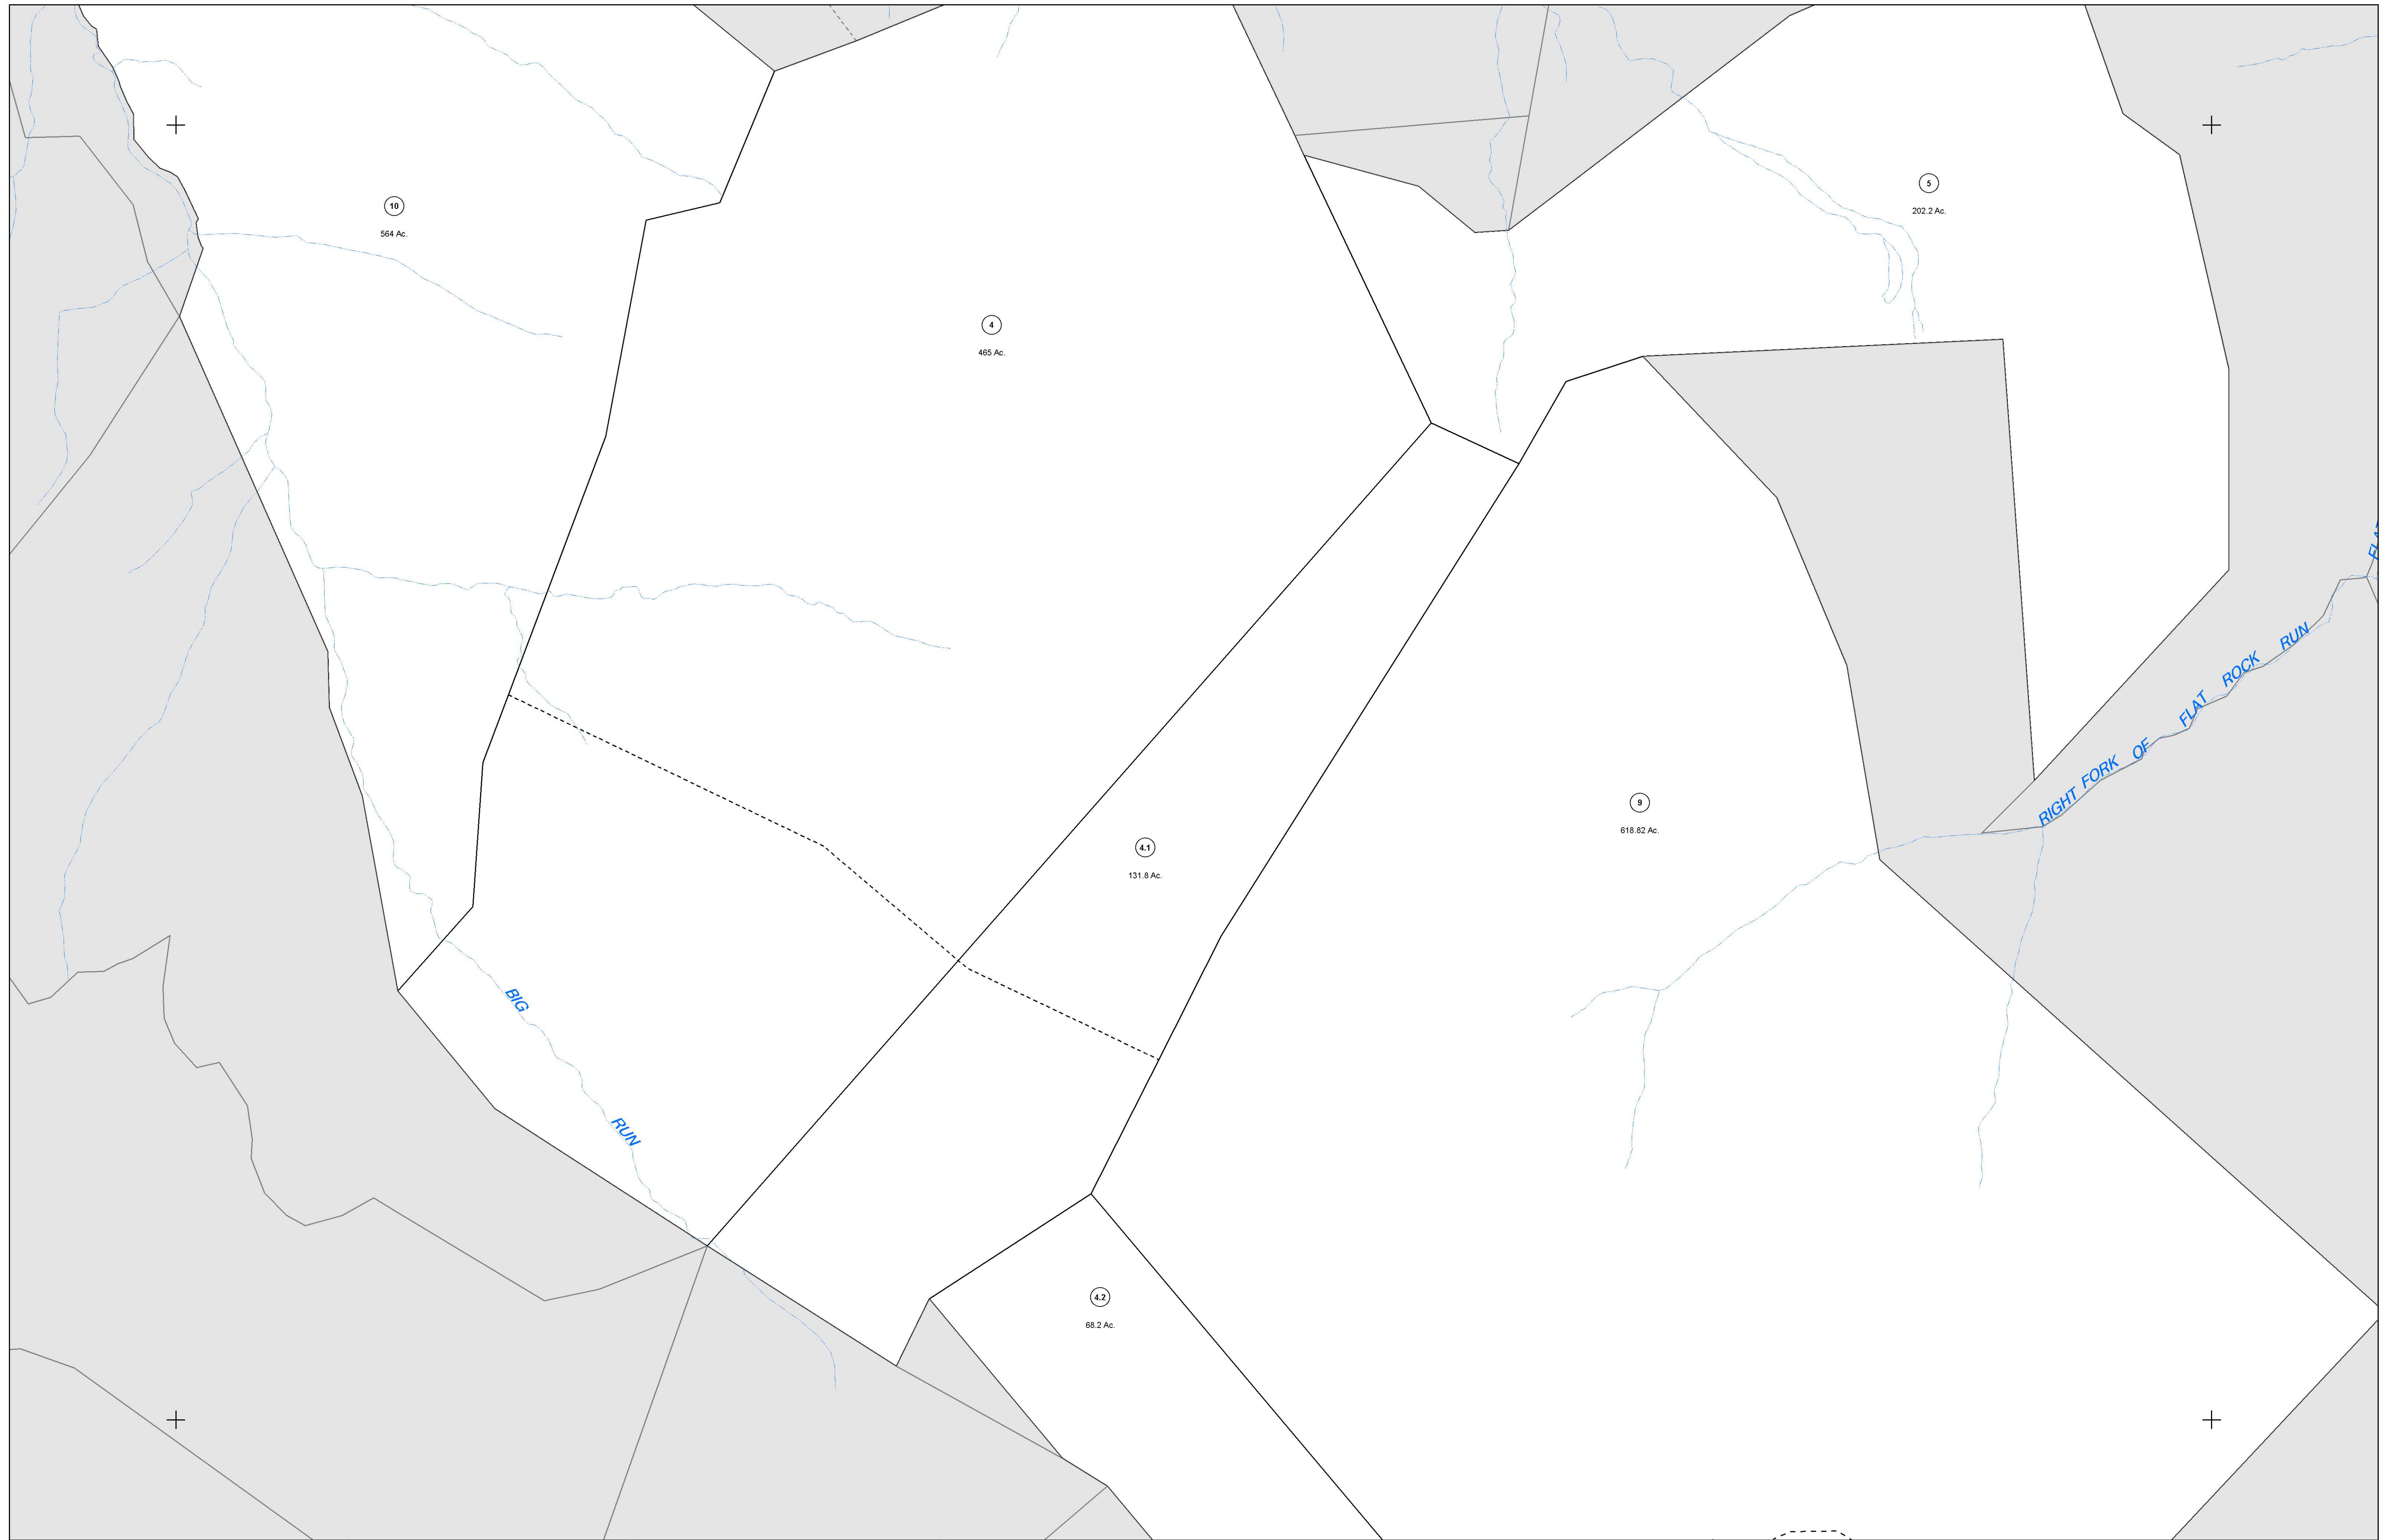 5
202.2 Ac.
10
564 Ac.
4
465 Ac.
RIGHT FORK OF FLAT ROCK RUN
9
618.82 Ac.
4.1
131.8 Ac.
BIG
RUN
4.2
68.2 Ac.